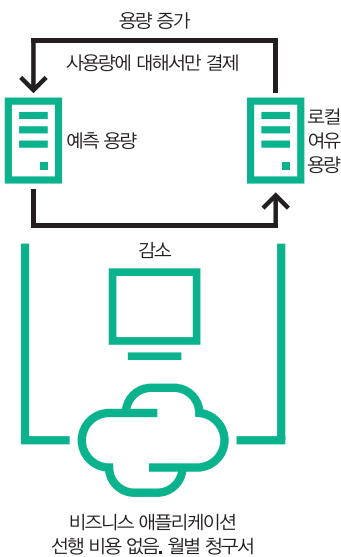 용량 증가
사용량에 대해서만 결제
예측 용량
로컬
여유
용량
감소
비즈니스 애플리케이션
선행 비용 없음. 월별 청구서